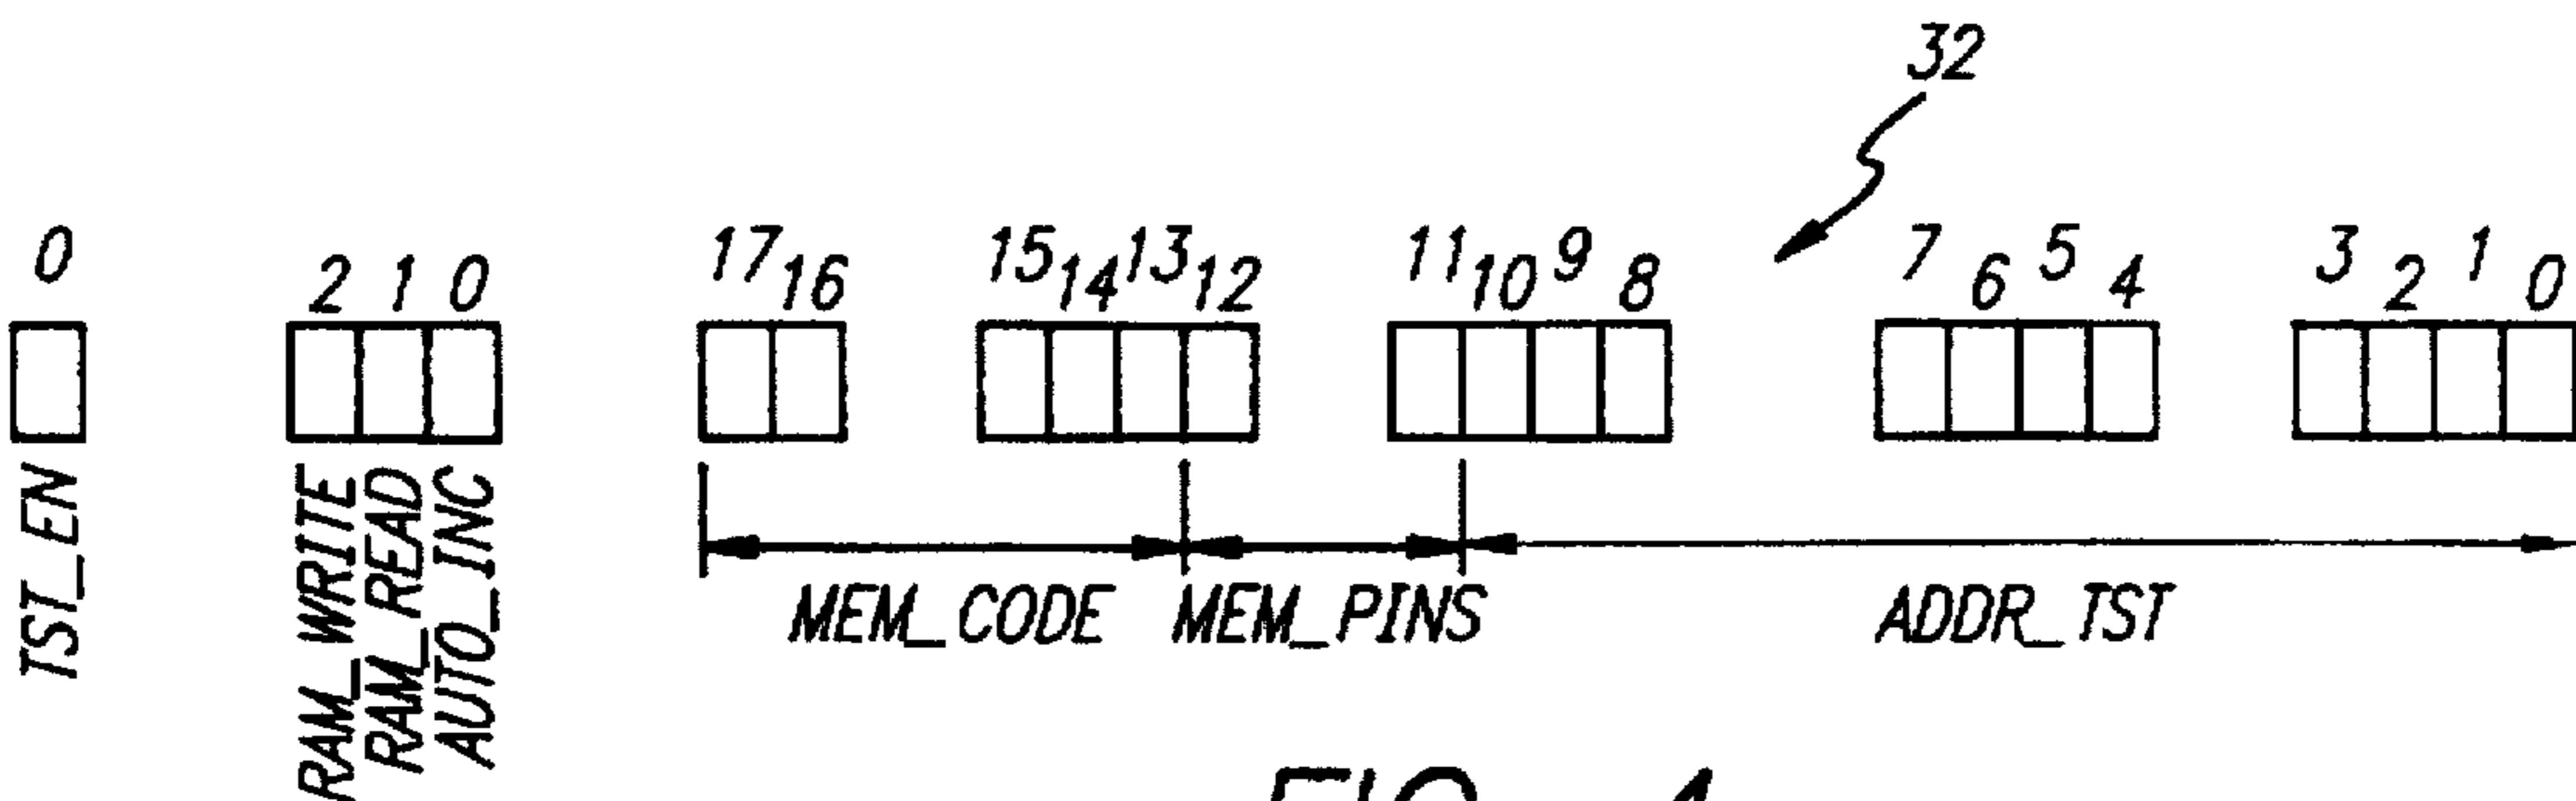 32
0 2 1 0 17 16 15 14 13 12 11 10 9 8 7 6 5 4 3 2 1 0
TST_EN
RAM_WRITE
RAM_READ
AUTO_INC
MEM_CODE MEM_PINS ADDR_TST